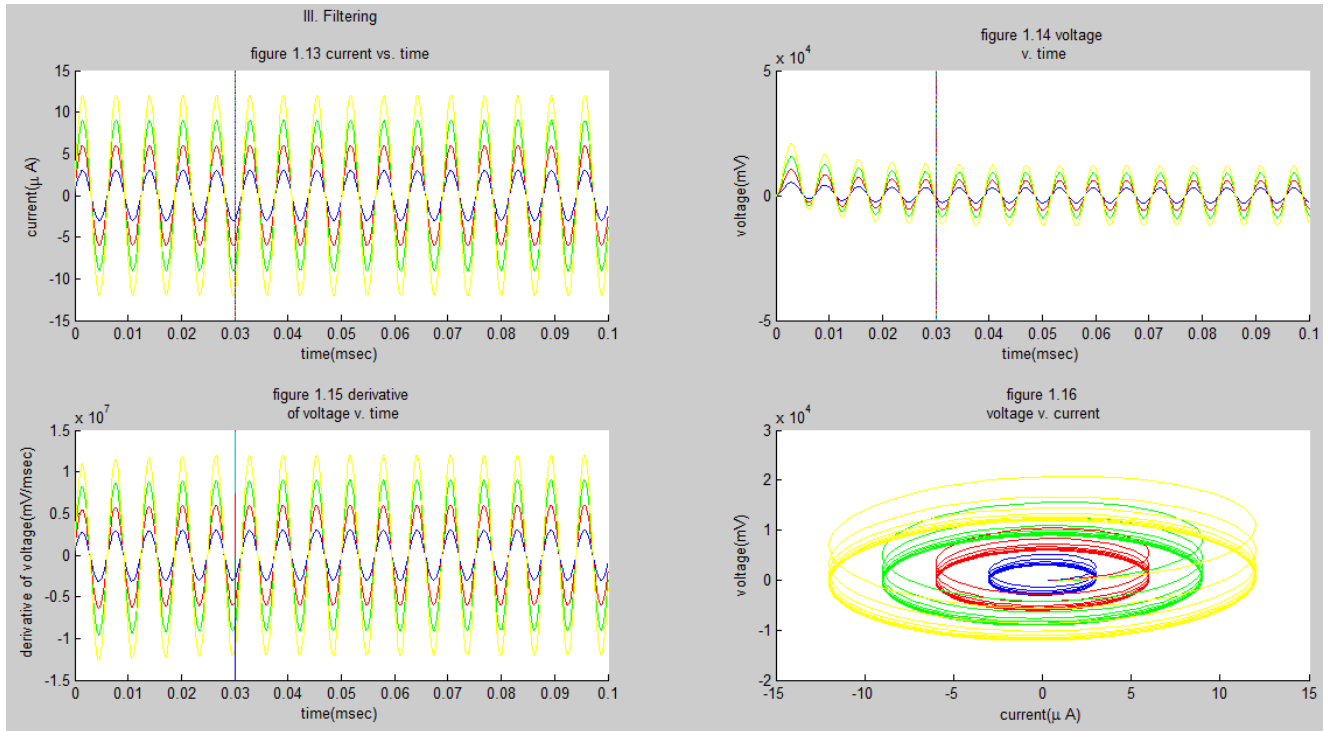 III. Filtering
figure 1.13 current vs. time
15
10
5
0
-5
-10
-15
current(μ A)
0 0.01 0.02 0.03 0.04 0.05 0.06 0.07 0.08 0.09 0.1
time(msec)
figure 1.14 voltage
v. time
x 10^4
5
0
-5
voltage(mV)
0 0.01 0.02 0.03 0.04 0.05 0.06 0.07 0.08 0.09 0.1
time(msec)
figure 1.15 derivative
of voltage v. time
x 10^7
1.5
1
0.5
0
-0.5
-1
-1.5
derivative of voltage(mV/msec)
0 0.01 0.02 0.03 0.04 0.05 0.06 0.07 0.08 0.09 0.1
time(msec)
figure 1.16
voltage v. current
x 10^4
3
2
1
0
-1
-2
voltage(mV)
-15 -10 -5 0 5 10 15
current(μ A)